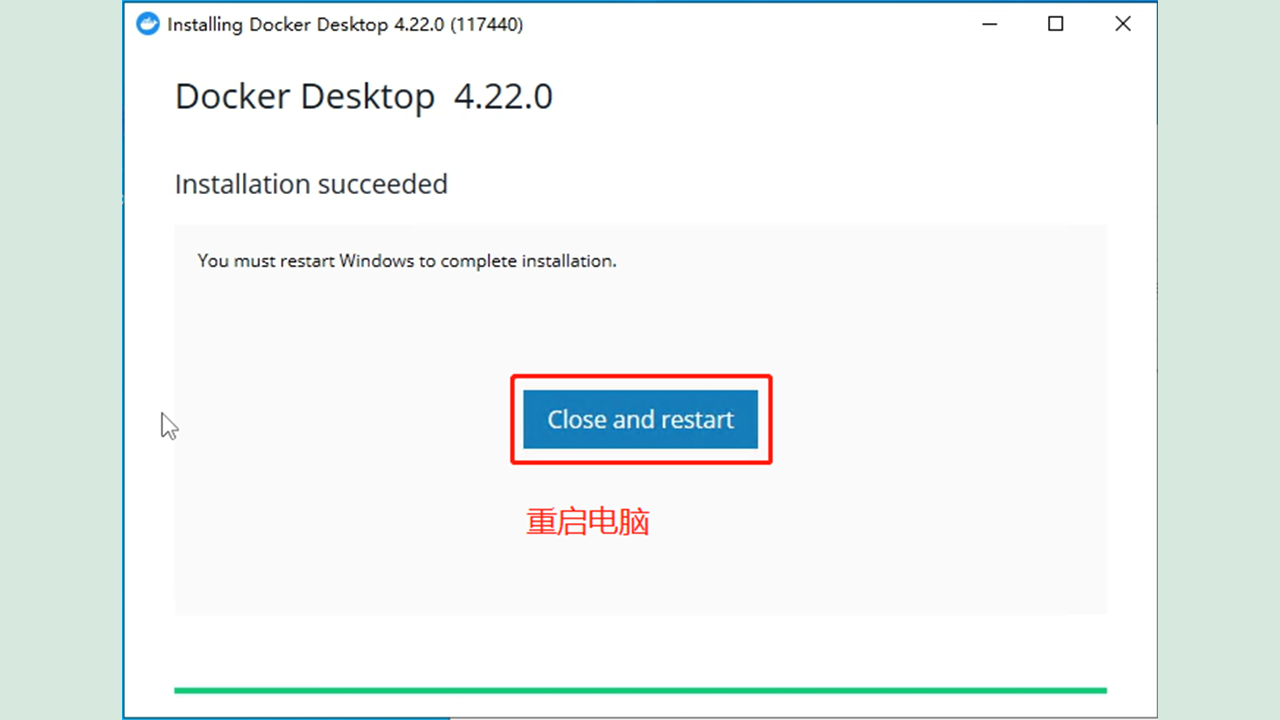 Installing Docker Desktop 4.22.0 (117440)
Docker Desktop 4.22.0
Installation succeeded
You must restart Windows to complete installation.
Close and restart
重启电脑